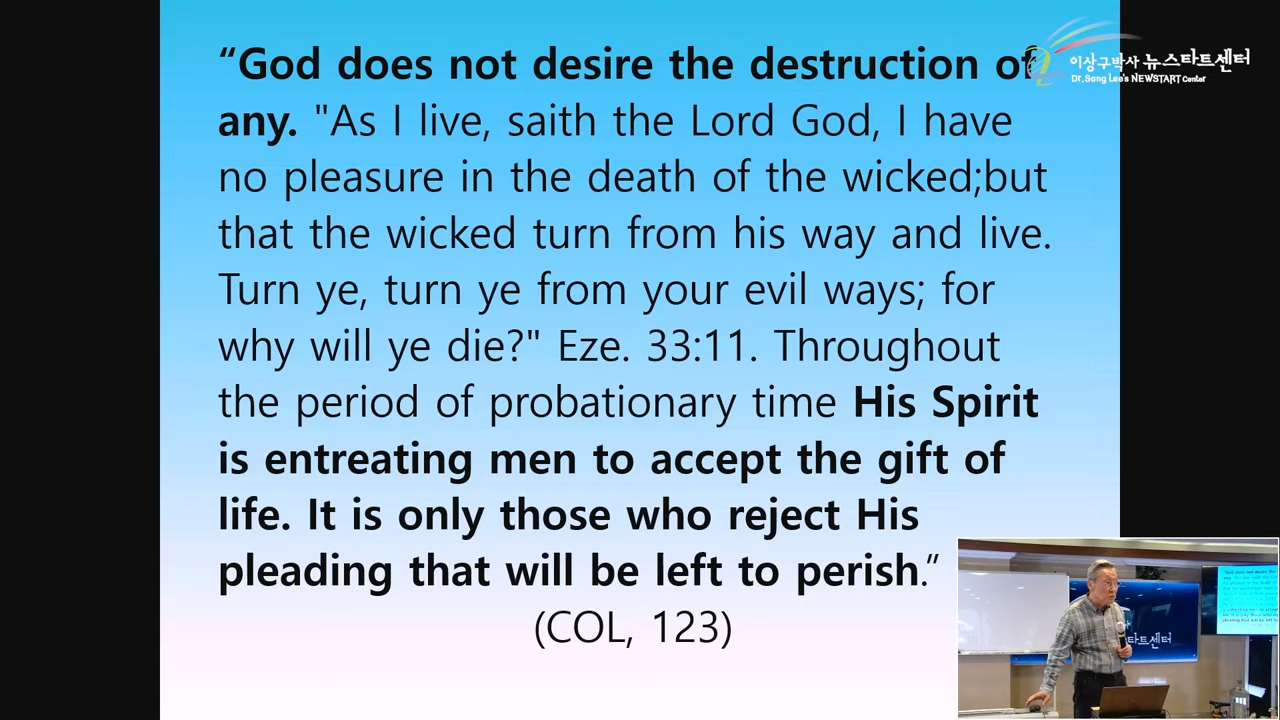 “God does not desire the destruction of
any. "As I live, saith the Lord God, I have
no pleasure in the death of the wicked;but
that the wicked turn from his way and live.
Turn ye, turn ye from your evil ways; for
why will ye die?" Eze. 33:11. Throughout
the period of probationary time His Spirit
is entreating men to accept the gift of
life. It is only those who reject His
pleading that will be left to perish.”
(COL, 123)
이상구박사 뉴스타트센터
Dr. Sang Lee's NEWSTART Center
타트센터